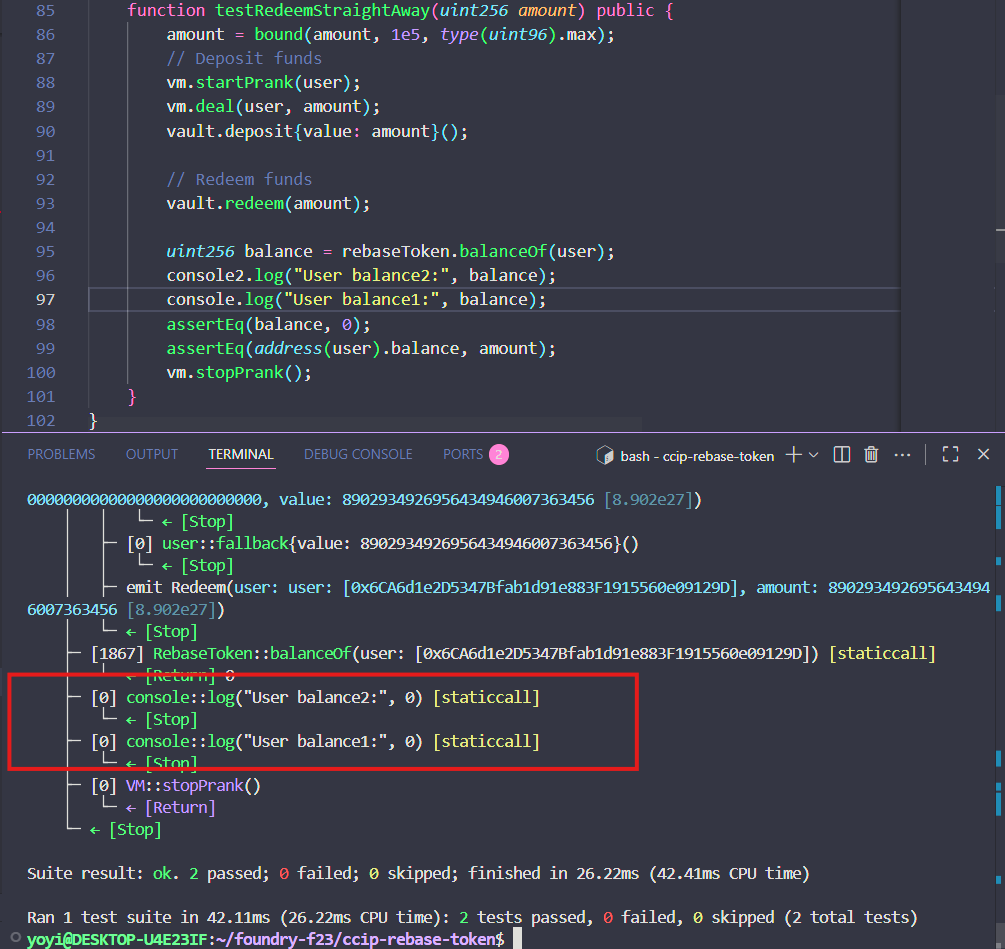 85 function testRedeemStraightAway(uint256 amount) public {
86 amount = bound(amount, 1e5, type(uint96).max);
87 // Deposit funds
88 vm.startPrank(user);
89 vm.deal(user, amount);
90 vault.deposit{value: amount}();
91
92 // Redeem funds
93 vault.redeem(amount);
94
95 uint256 balance = rebaseToken.balanceOf(user);
96 console2.log("User balance2:", balance);
97 console.log("User balance1:", balance);
98 assertEq(balance, 0);
99 assertEq(address(user).balance, amount);
100 vm.stopPrank();
101 }
102 }
PROBLEMS OUTPUT TERMINAL DEBUG CONSOLE PORTS 2 bash - ccip-rebase-token
00000000000000000000000000, value: 8902934926956434946007363456 [8.902e27])
← [Stop]
[0] user::fallback{value: 8902934926956434946007363456}()
← [Stop]
emit Redeem(user: user: [0x6CA6d1e2D5347Bfab1d91e883F1915560e09129D], amount: 890293492695643494
6007363456 [8.902e27])
← [Stop]
[1867] RebaseToken::balanceOf(user: [0x6CA6d1e2D5347Bfab1d91e883F1915560e09129D]) [staticcall]
← [Return] 0
[0] console::log("User balance2:", 0) [staticcall]
← [Stop]
[0] console::log("User balance1:", 0) [staticcall]
← [Stop]
[0] VM::stopPrank()
← [Return]
← [Stop]
Suite result: ok. 2 passed; 0 failed; 0 skipped; finished in 26.22ms (42.41ms CPU time)
Ran 1 test suite in 42.11ms (26.22ms CPU time): 2 tests passed, 0 failed, 0 skipped (2 total tests)
yoyi@DESKTOP-U4E23IF:~/foundry-f23/ccip-rebase-token$